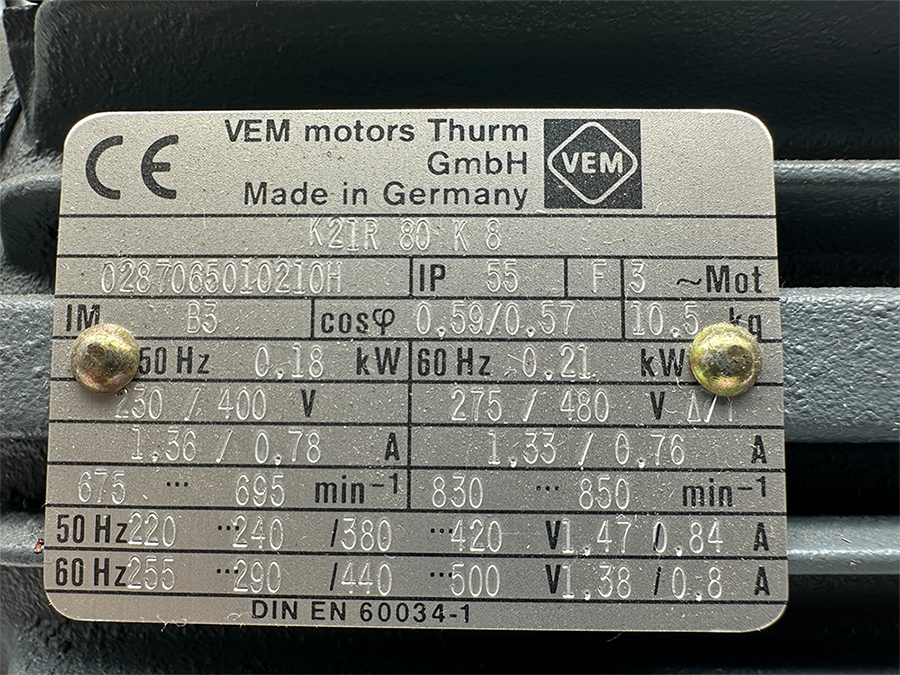 CE
VEM motors Thurm
GmbH
Made in Germany
VEM
K21R 80 K 8
0287065010210H IP 55 F 3 ~Mot
IM B3 cosφ 0,59/0,57 10,5 kg
50 Hz 0,18 kW 60 Hz 0,21 kW
230 / 400 V 275 / 480 V Δ/
1,36 / 0,78 A 1,33 / 0,76 A
675 ··· 695 min-1 830 ··· 850 min-1
50 Hz 220 ··· 240 / 380 ··· 420 V 1,47 / 0,84 A
60 Hz 255 ··· 290 / 440 ··· 500 V 1,38 / 0,8 A
DIN EN 60034-1